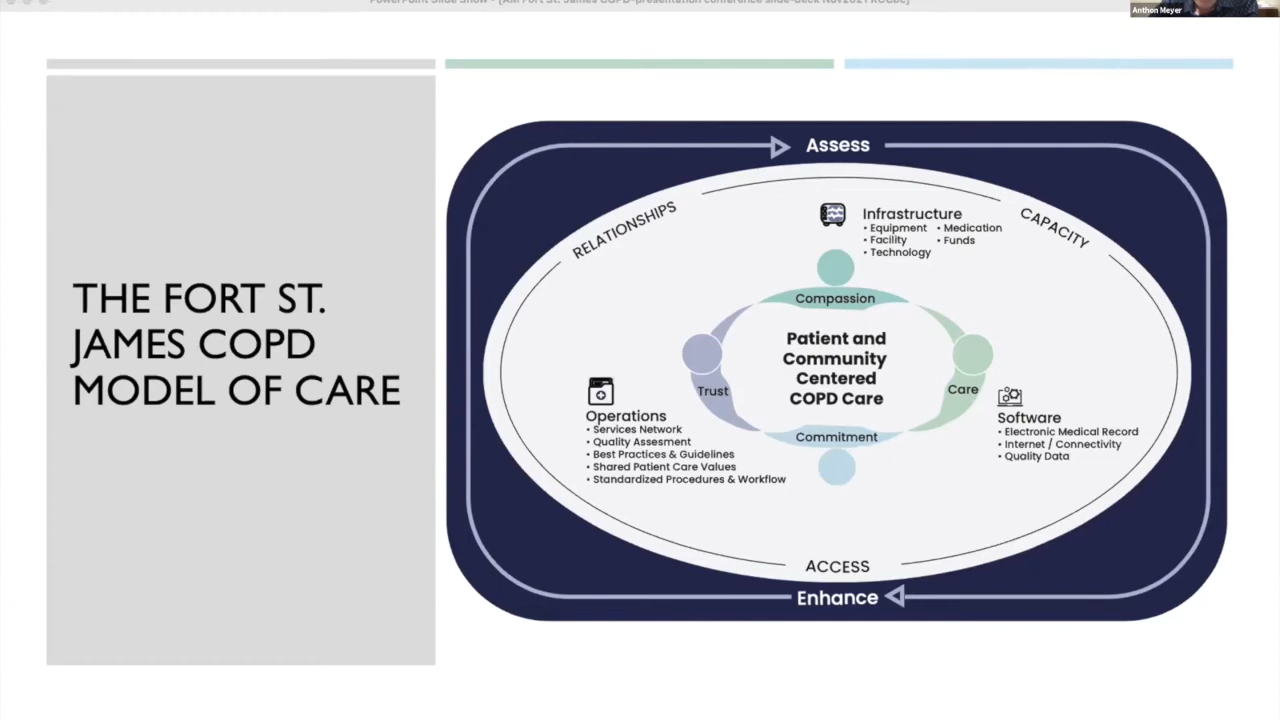 Anthon Meyer
THE FORT ST.
JAMES COPD
MODEL OF CARE
Assess
RELATIONSHIPS
CAPACITY
Infrastructure
• Equipment
• Medication
• Facility
• Funds
• Technology
Compassion
Patient and
Community
Centered
COPD Care
Trust
Care
Operations
• Services Network
• Quality Assesment
• Best Practices & Guidelines
• Shared Patient Care Values
• Standardized Procedures & Workflow
Software
• Electronic Medical Record
• Internet / Connectivity
• Quality Data
Commitment
ACCESS
Enhance